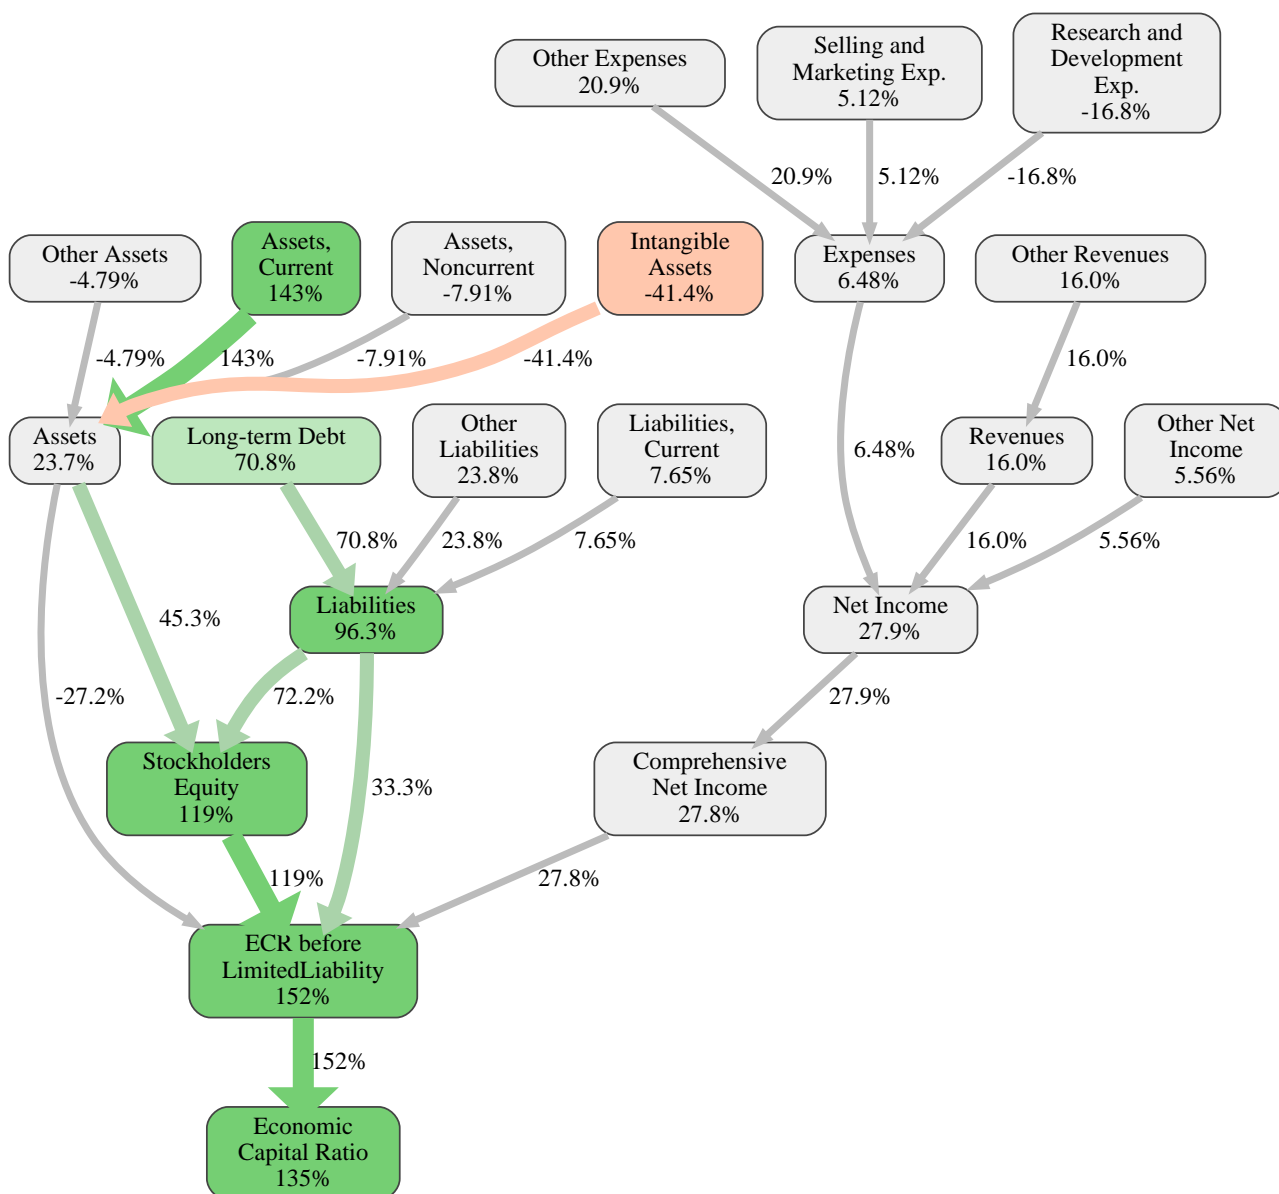 Other Expenses
20.9%
Selling and
Marketing Exp.
5.12%
Research and
Development
Exp.
-16.8%
20.9%
5.12%
-16.8%
Other Assets
-4.79%
Assets,
Current
143%
Assets,
Noncurrent
-7.91%
Intangible
Assets
-41.4%
Expenses
6.48%
Other Revenues
16.0%
-4.79%
143%
-7.91%
-41.4%
16.0%
Assets
23.7%
Long-term Debt
70.8%
Other
Liabilities
23.8%
Liabilities,
Current
7.65%
6.48%
Revenues
16.0%
Other Net
Income
5.56%
70.8%
23.8%
7.65%
16.0%
5.56%
45.3%
Liabilities
96.3%
Net Income
27.9%
-27.2%
72.2%
27.9%
Stockholders
Equity
119%
33.3%
Comprehensive
Net Income
27.8%
119%
27.8%
ECR before
LimitedLiability
152%
152%
Economic
Capital Ratio
135%